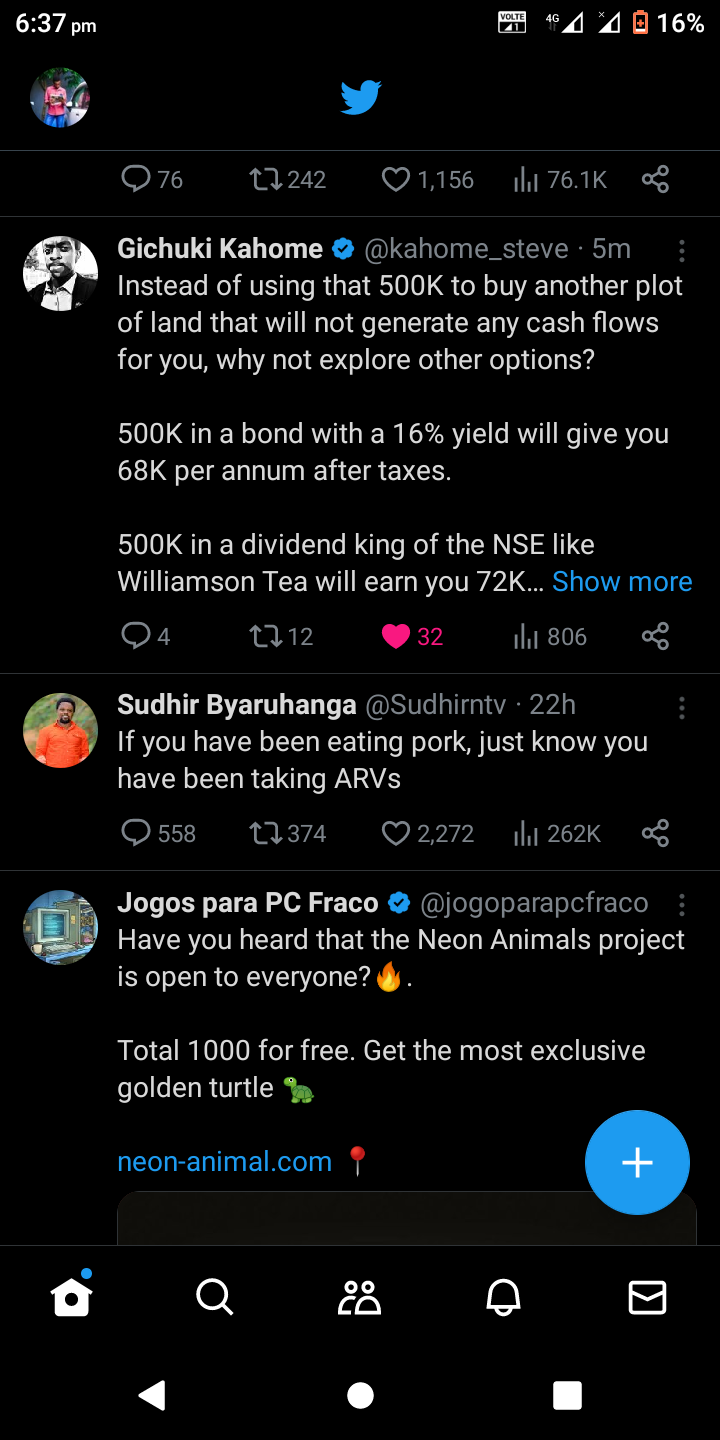 6:37 pm
VOLTE 1 4G 16%
76 242 1,156 76.1K
Gichuki Kahome @kahome_steve · 5m
Instead of using that 500K to buy another plot
of land that will not generate any cash flows
for you, why not explore other options?
500K in a bond with a 16% yield will give you
68K per annum after taxes.
500K in a dividend king of the NSE like
Williamson Tea will earn you 72K... Show more
4 12 32 806
Sudhir Byaruhanga @Sudhirntv · 22h
If you have been eating pork, just know you
have been taking ARVs
558 374 2,272 262K
Jogos para PC Fraco @jogoparapcfraco
Have you heard that the Neon Animals project
is open to everyone?🔥.
Total 1000 for free. Get the most exclusive
golden turtle 🐢
neon-animal.com 📍